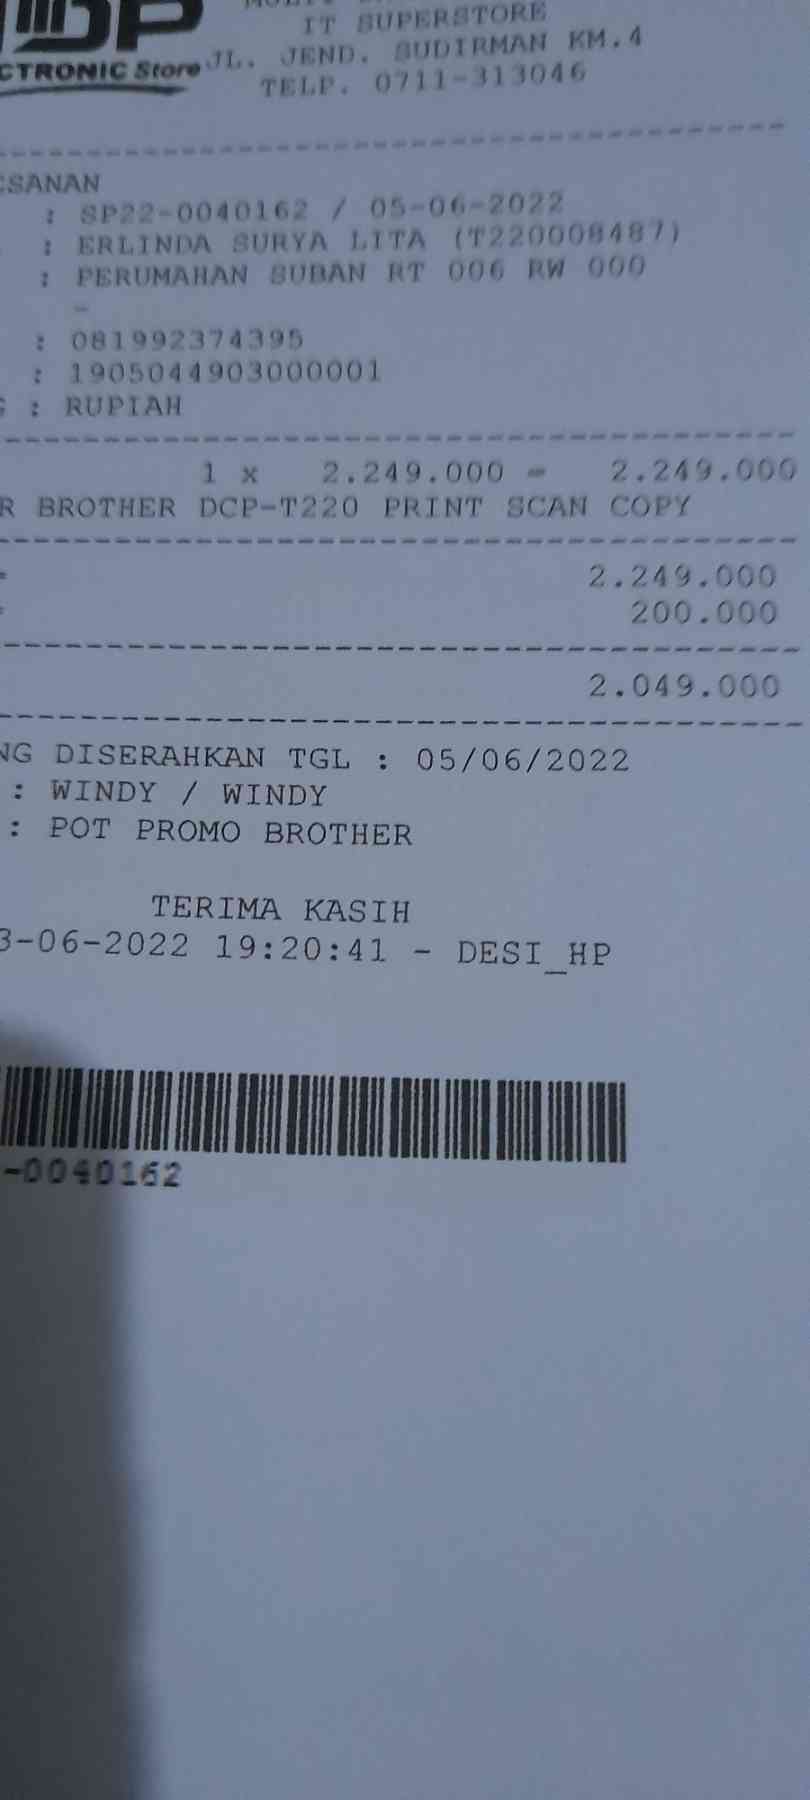 IT SUPERSTORE
CTRONIC Store
JL. JEND. SUDIRMAN KM.4
TELP. 0711-313046
SANAN
: SP22-0040162 / 05-06-2022
: ERLINDA SURYA LITA (T220008487)
: PERUMAHAN SUBAN RT 006 RW 000
-
: 081992374395
: 1905044903000001
G : RUPIAH
1 x 2.249.000 = 2.249.000
R BROTHER DCP-T220 PRINT SCAN COPY
2.249.000
200.000
2.049.000
NG DISERAHKAN TGL : 05/06/2022
: WINDY / WINDY
: POT PROMO BROTHER
TERIMA KASIH
3-06-2022 19:20:41 - DESI_HP
-0040162